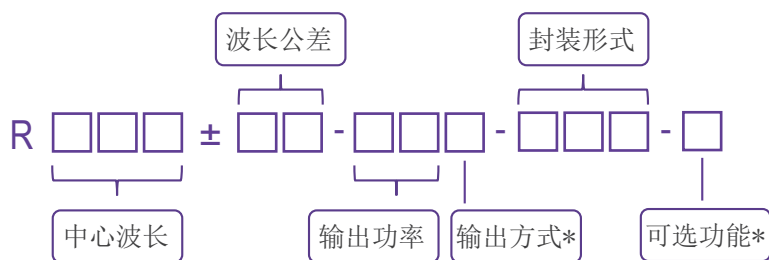 波长公差 封装形式
R □□□ ± □□ - □□□ - □□□ - □
中心波长 输出功率 输出方式* 可选功能*